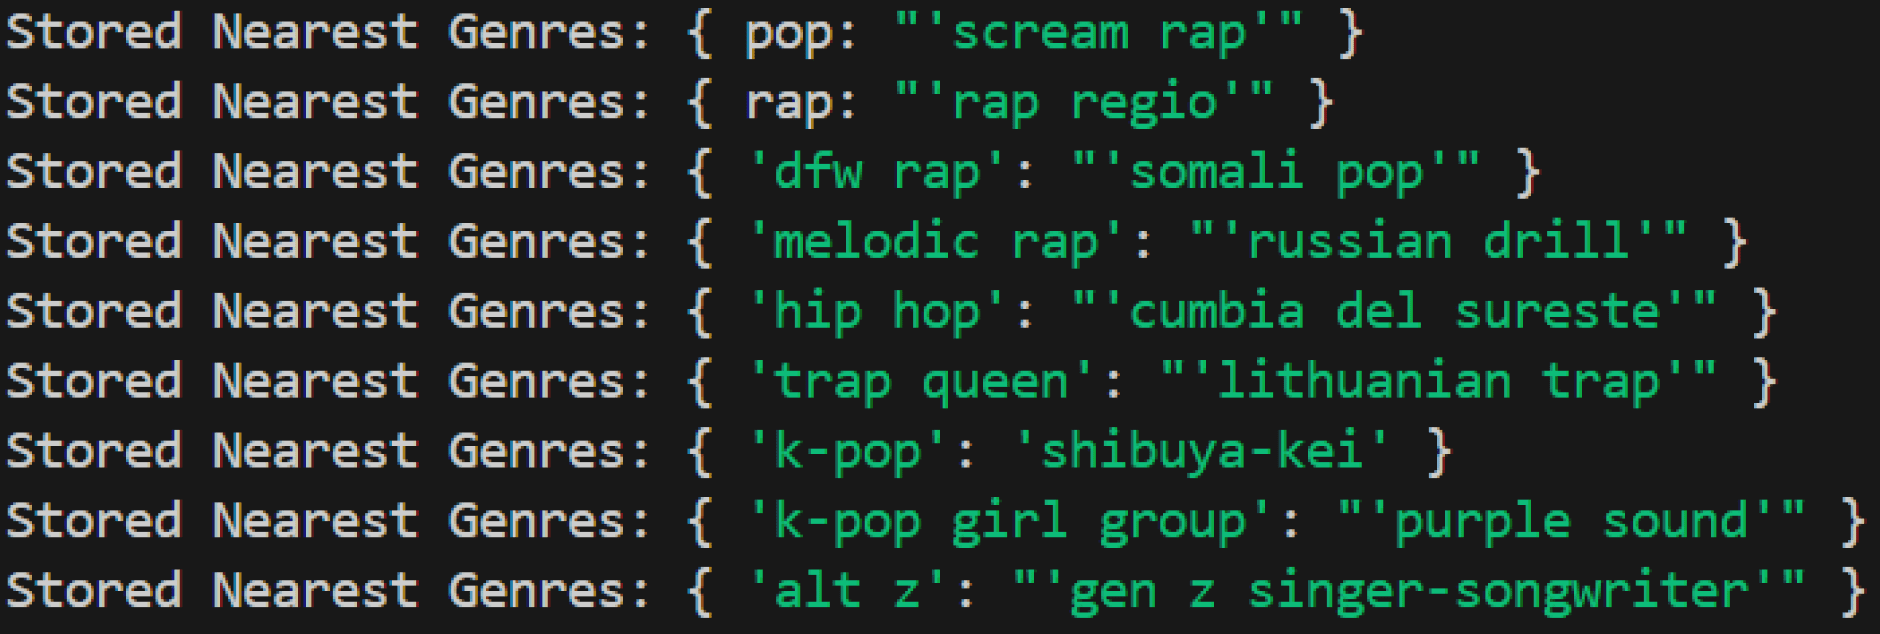 Stored Nearest Genres: { pop: "'scream rap'" }
Stored Nearest Genres: { rap: "'rap regio'" }
Stored Nearest Genres: { 'dfw rap': "'somali pop'" }
Stored Nearest Genres: { 'melodic rap': "'russian drill'" }
Stored Nearest Genres: { 'hip hop': "'cumbia del sureste'" }
Stored Nearest Genres: { 'trap queen': "'lithuanian trap'" }
Stored Nearest Genres: { 'k-pop': 'shibuya-kei' }
Stored Nearest Genres: { 'k-pop girl group': "'purple sound'" }
Stored Nearest Genres: { 'alt z': "'gen z singer-songwriter'" }